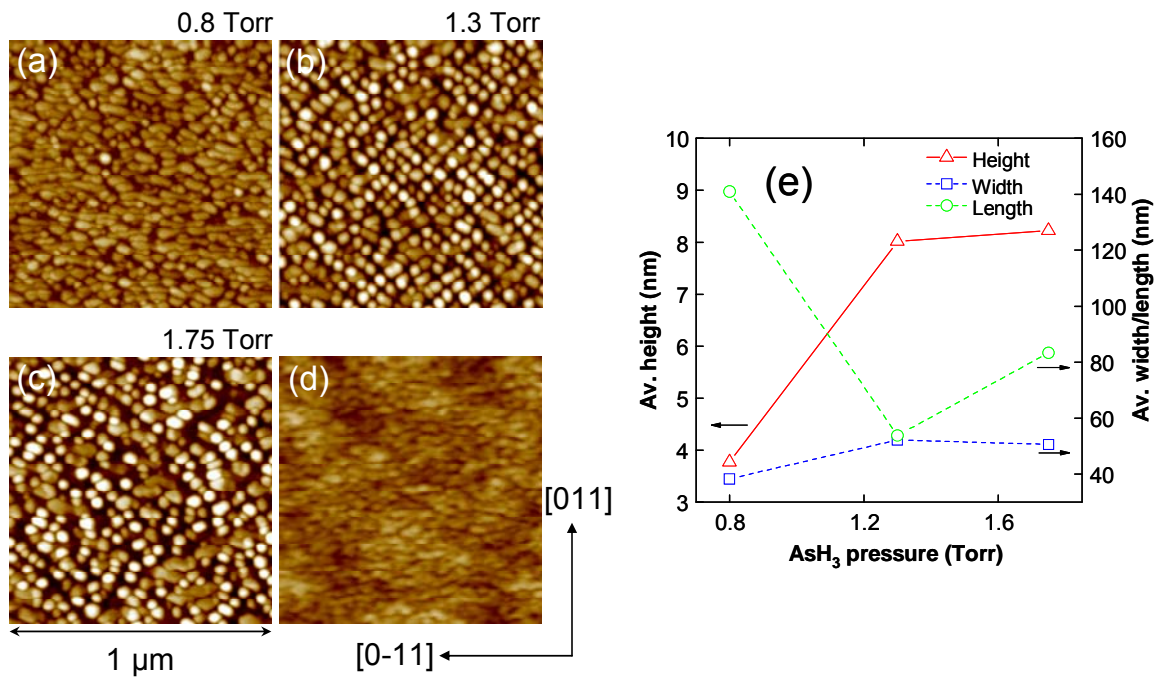 0.8 Torr
1.3 Torr
(a)
(b)
1.75 Torr
(c)
(d)
[011]
[0-11]
1 µm
(e)
Height
Width
Length
10
9
8
7
6
5
4
3
Av. height (nm)
160
140
120
100
80
60
40
Av. width/length (nm)
0.8
1.2
1.6
AsH₃ pressure (Torr)